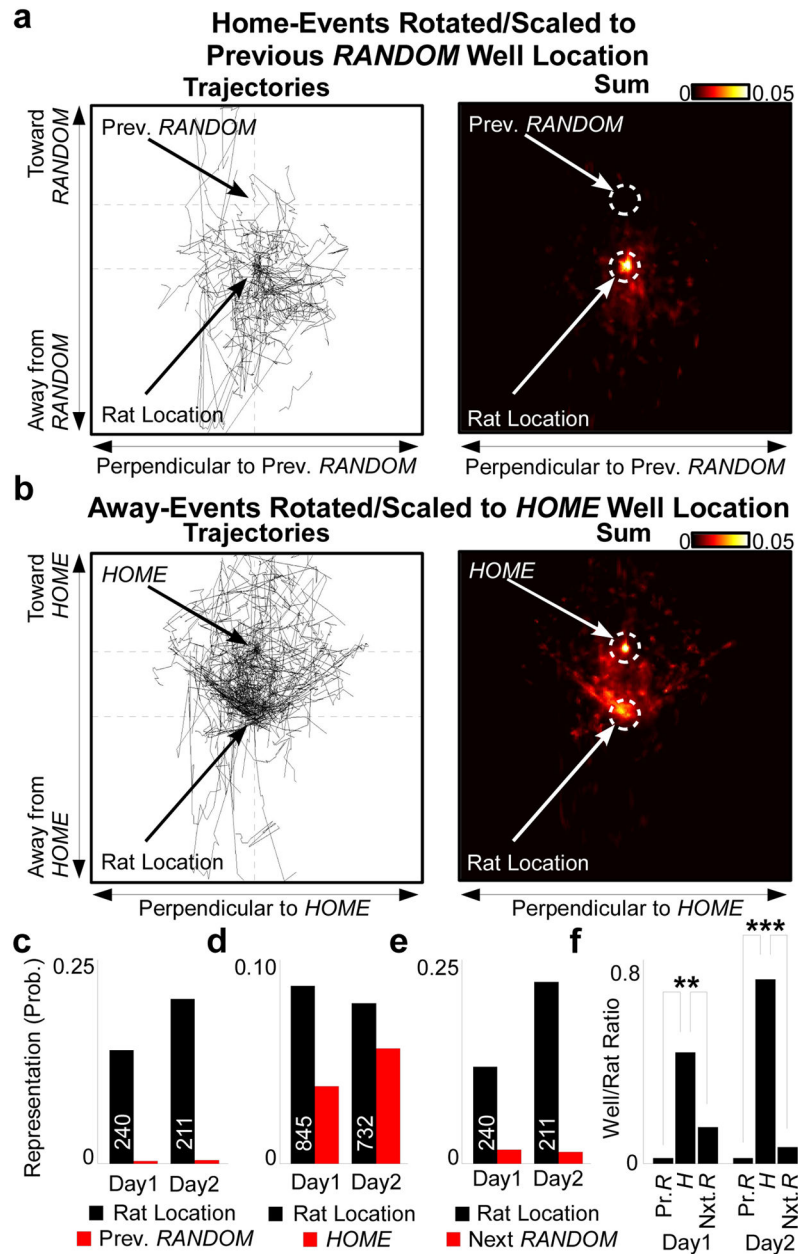 a
Home-Events Rotated/Scaled to
Previous RANDOM Well Location
Trajectories
Sum
0 0.05
Toward
RANDOM
Away from
RANDOM
Prev. RANDOM
Rat Location
Perpendicular to Prev. RANDOM
Prev. RANDOM
Rat Location
Perpendicular to Prev. RANDOM
b
Away-Events Rotated/Scaled to HOME Well Location
Trajectories
Sum
0 0.05
Toward
HOME
Away from
HOME
HOME
Rat Location
Perpendicular to HOME
HOME
Rat Location
Perpendicular to HOME
c
Representation (Prob.)
0.25
0
240
211
Day1 Day2
Rat Location
Prev. RANDOM
d
0.10
0
845
732
Day1 Day2
Rat Location
HOME
e
0.25
0
240
211
Day1 Day2
Rat Location
Next RANDOM
f
Well/Rat Ratio
0.8
0
**
***
Pr.R
H
Nxt.R
Pr.R
H
Nxt.R
Day1 Day2